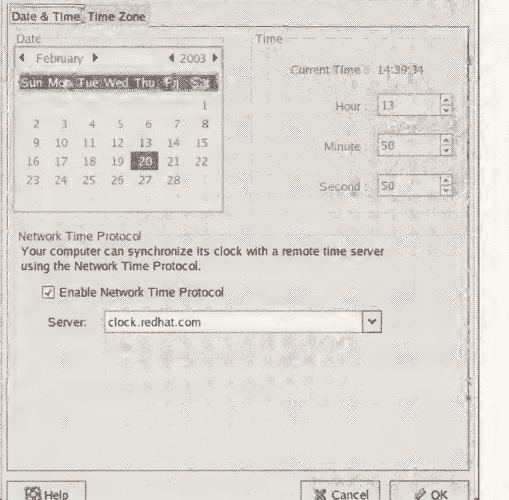 Date & Time Time Zone
Date
February 2003
Sun Mon Tue Wed Thu Fri Sat
1
2 3 4 5 6 7 8
9 10 11 12 13 14 15
16 17 18 19 20 21 22
23 24 25 26 27 28
Time
Current Time : 14:39:34
Hour : 13
Minute : 50
Second : 50
Network Time Protocol
Your computer can synchronize its clock with a remote time server
using the Network Time Protocol.
Enable Network Time Protocol
Server: clock.redhat.com
Help Cancel OK